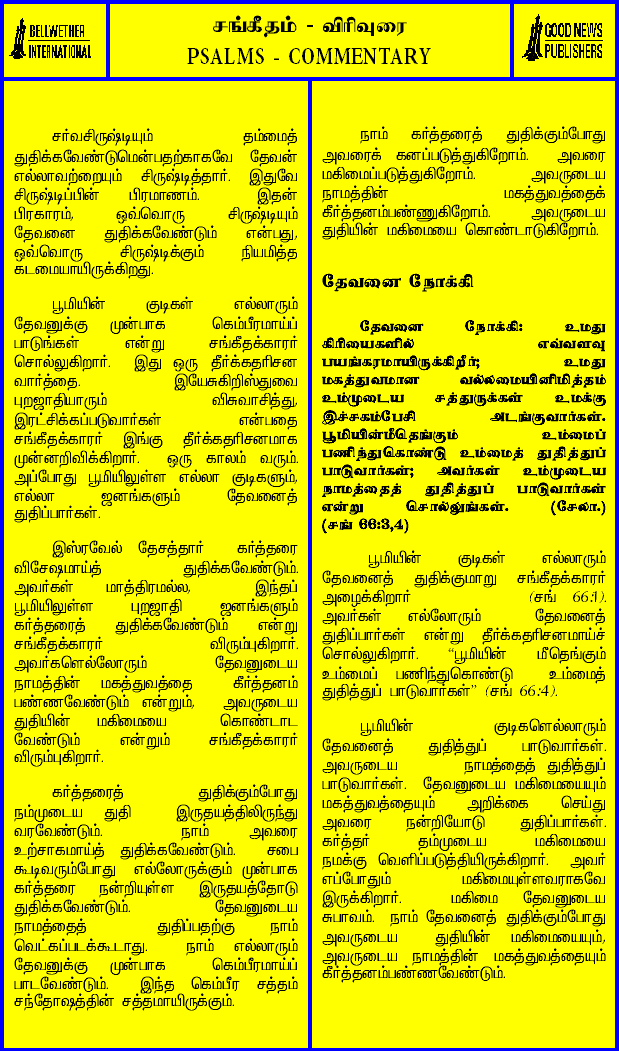 BELLWETHER
INTERNATIONAL
சங்கீதம் - விரிவுரை
PSALMS - COMMENTARY
GOOD NEWS
PUBLISHERS
சர்வசிருஷ்டியும் தம்மைத்
துதிக்கவேண்டுமென்பதற்காகவே தேவன்
எல்லாவற்றையும் சிருஷ்டித்தார். இதுவே
சிருஷ்டிப்பின் பிரமாணம். இதன்
பிரகாரம், ஒவ்வொரு சிருஷ்டியும்
தேவனை துதிக்கவேண்டும் என்பது,
ஒவ்வொரு சிருஷ்டிக்கும் நியமித்த
கடமையாயிருக்கிறது.
பூமியின் குடிகள் எல்லாரும்
தேவனுக்கு முன்பாக கெம்பீரமாய்ப்
பாடுங்கள் என்று சங்கீதக்காரர்
சொல்லுகிறார். இது ஒரு தீர்க்கதரிசன
வார்த்தை. இயேசுகிறிஸ்துவை
புறஜாதியாரும் விசுவாசித்து,
இரட்சிக்கப்படுவார்கள் என்பதை
சங்கீதக்காரர் இங்கு தீர்க்கதரிசனமாக
முன்னறிவிக்கிறார். ஒரு காலம் வரும்.
அப்போது பூமியிலுள்ள எல்லா குடிகளும்,
எல்லா ஜனங்களும் தேவனைத்
துதிப்பார்கள்.
இஸ்ரவேல் தேசத்தார் கர்த்தரை
விசேஷமாய்த் துதிக்கவேண்டும்.
அவர்கள் மாத்திரமல்ல, இந்தப்
பூமியிலுள்ள புறஜாதி ஜனங்களும்
கர்த்தரைத் துதிக்கவேண்டும் என்று
சங்கீதக்காரர் விரும்புகிறார்.
அவர்களெல்லோரும் தேவனுடைய
நாமத்தின் மகத்துவத்தை கீர்த்தனம்
பண்ணவேண்டும் என்றும், அவருடைய
துதியின் மகிமையை கொண்டாட
வேண்டும் என்றும் சங்கீதக்காரர்
விரும்புகிறார்.
கர்த்தரைத் துதிக்கும்போது
நம்முடைய துதி இருதயத்திலிருந்து
வரவேண்டும். நாம் அவரை
உற்சாகமாய்த் துதிக்கவேண்டும். சபை
கூடிவரும்போது எல்லோருக்கும் முன்பாக
கர்த்தரை நன்றியுள்ள இருதயத்தோடு
துதிக்கவேண்டும். தேவனுடைய
நாமத்தைத் துதிப்பதற்கு நாம்
வெட்கப்படக்கூடாது. நாம் எல்லாரும்
தேவனுக்கு முன்பாக கெம்பீரமாய்ப்
பாடவேண்டும். இந்த கெம்பீர சத்தம்
சந்தோஷத்தின் சத்தமாயிருக்கும்.
நாம் கர்த்தரைத் துதிக்கும்போது
அவரைக் கனப்படுத்துகிறோம். அவரை
மகிமைப்படுத்துகிறோம். அவருடைய
நாமத்தின் மகத்துவத்தைக்
கீர்த்தனம்பண்ணுகிறோம். அவருடைய
துதியின் மகிமையை கொண்டாடுகிறோம்.
தேவனை நோக்கி
தேவனை நோக்கி: உமது
கிரியைகளில் எவ்வளவு
பயங்கரமாயிருக்கிறீர்; உமது
மகத்துவமான வல்லமையினிமித்தம்
உம்முடைய சத்துருக்கள் உமக்கு
இச்சகம்பேசி அடங்குவார்கள்.
பூமியின்மீதெங்கும் உம்மைப்
பணிந்துகொண்டு உம்மைத் துதித்துப்
பாடுவார்கள்; அவர்கள் உம்முடைய
நாமத்தைத் துதித்துப் பாடுவார்கள்
என்று சொல்லுங்கள். (சேலா.)
(சங் 66:3,4)
பூமியின் குடிகள் எல்லாரும்
தேவனைத் துதிக்குமாறு சங்கீதக்காரர்
அழைக்கிறார் (சங் 66:1).
அவர்கள் எல்லோரும் தேவனைத்
துதிப்பார்கள் என்று தீர்க்கதரிசனமாய்ச்
சொல்லுகிறார். “பூமியின் மீதெங்கும்
உம்மைப் பணிந்துகொண்டு உம்மைத்
துதித்துப் பாடுவார்கள்” (சங் 66:4).
பூமியின் குடிகளெல்லாரும்
தேவனைத் துதித்துப் பாடுவார்கள்.
அவருடைய நாமத்தைத் துதித்துப்
பாடுவார்கள். தேவனுடைய மகிமையையும்
மகத்துவத்தையும் அறிக்கை செய்து
அவரை நன்றியோடு துதிப்பார்கள்.
கர்த்தர் தம்முடைய மகிமையை
நமக்கு வெளிப்படுத்தியிருக்கிறார். அவர்
எப்போதும் மகிமையுள்ளவராகவே
இருக்கிறார். மகிமை தேவனுடைய
சுபாவம். நாம் தேவனைத் துதிக்கும்போது
அவருடைய துதியின் மகிமையையும்,
அவருடைய நாமத்தின் மகத்துவத்தையும்
கீர்த்தனம்பண்ணவேண்டும்.